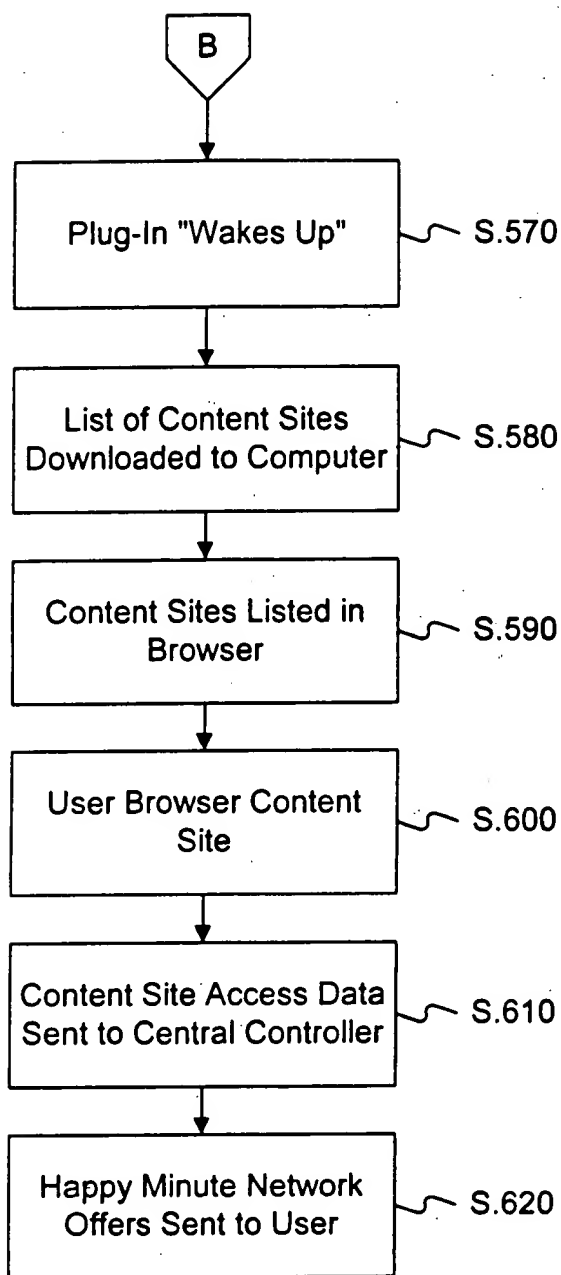 B
Plug-In "Wakes Up"
S.570
List of Content Sites
Downloaded to Computer
S.580
Content Sites Listed in
Browser
S.590
User Browser Content
Site
S.600
Content Site Access Data
Sent to Central Controller
S.610
Happy Minute Network
Offers Sent to User
S.620